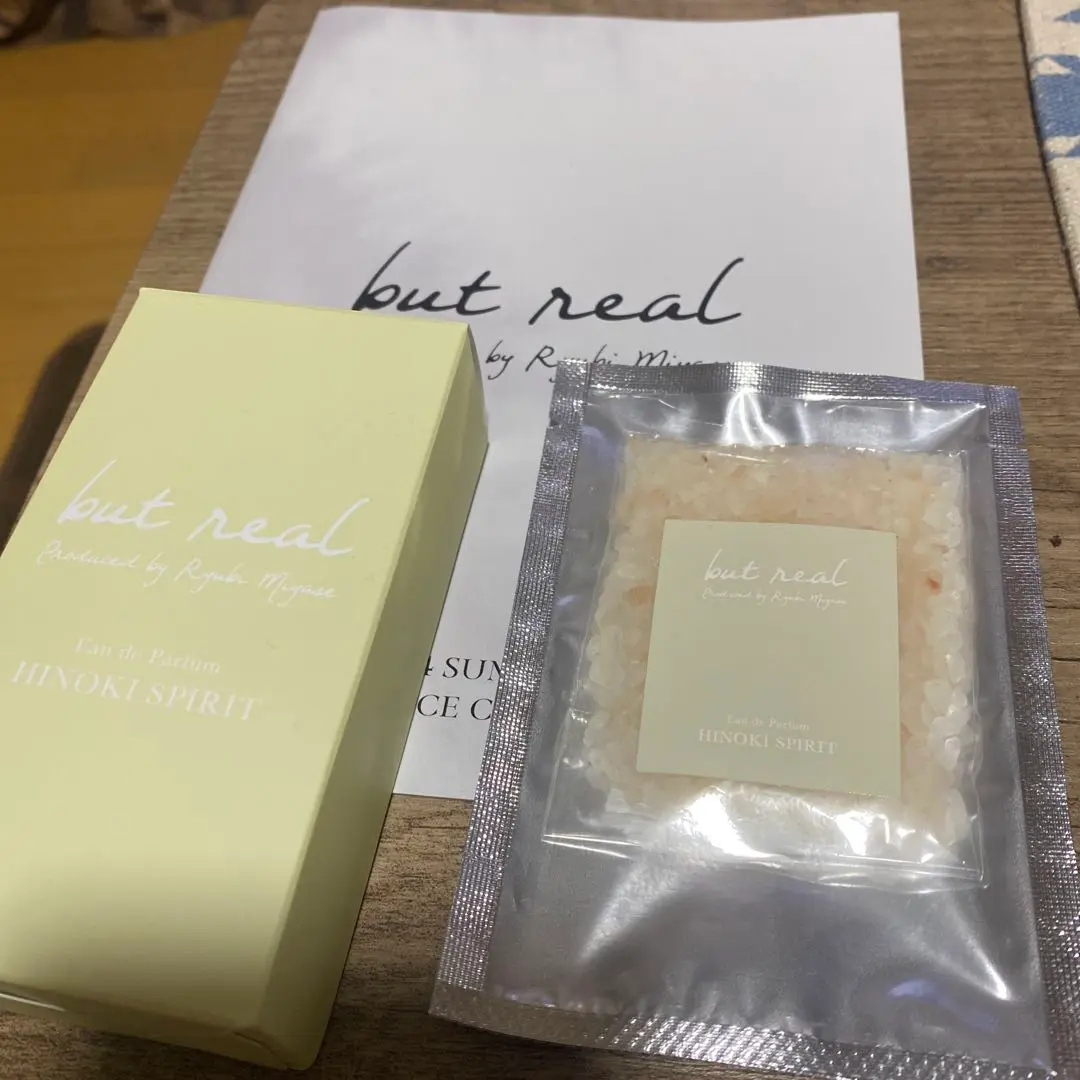 but real
by Ryubi Miyase
4 SUN
CE C
but real
Produced by Ryubi Miyase
Eau de Parfum
HINOKI SPIRIT
but real
Produced by Ryubi Miyase
Eau de Parfum
HINOKI SPIRIT